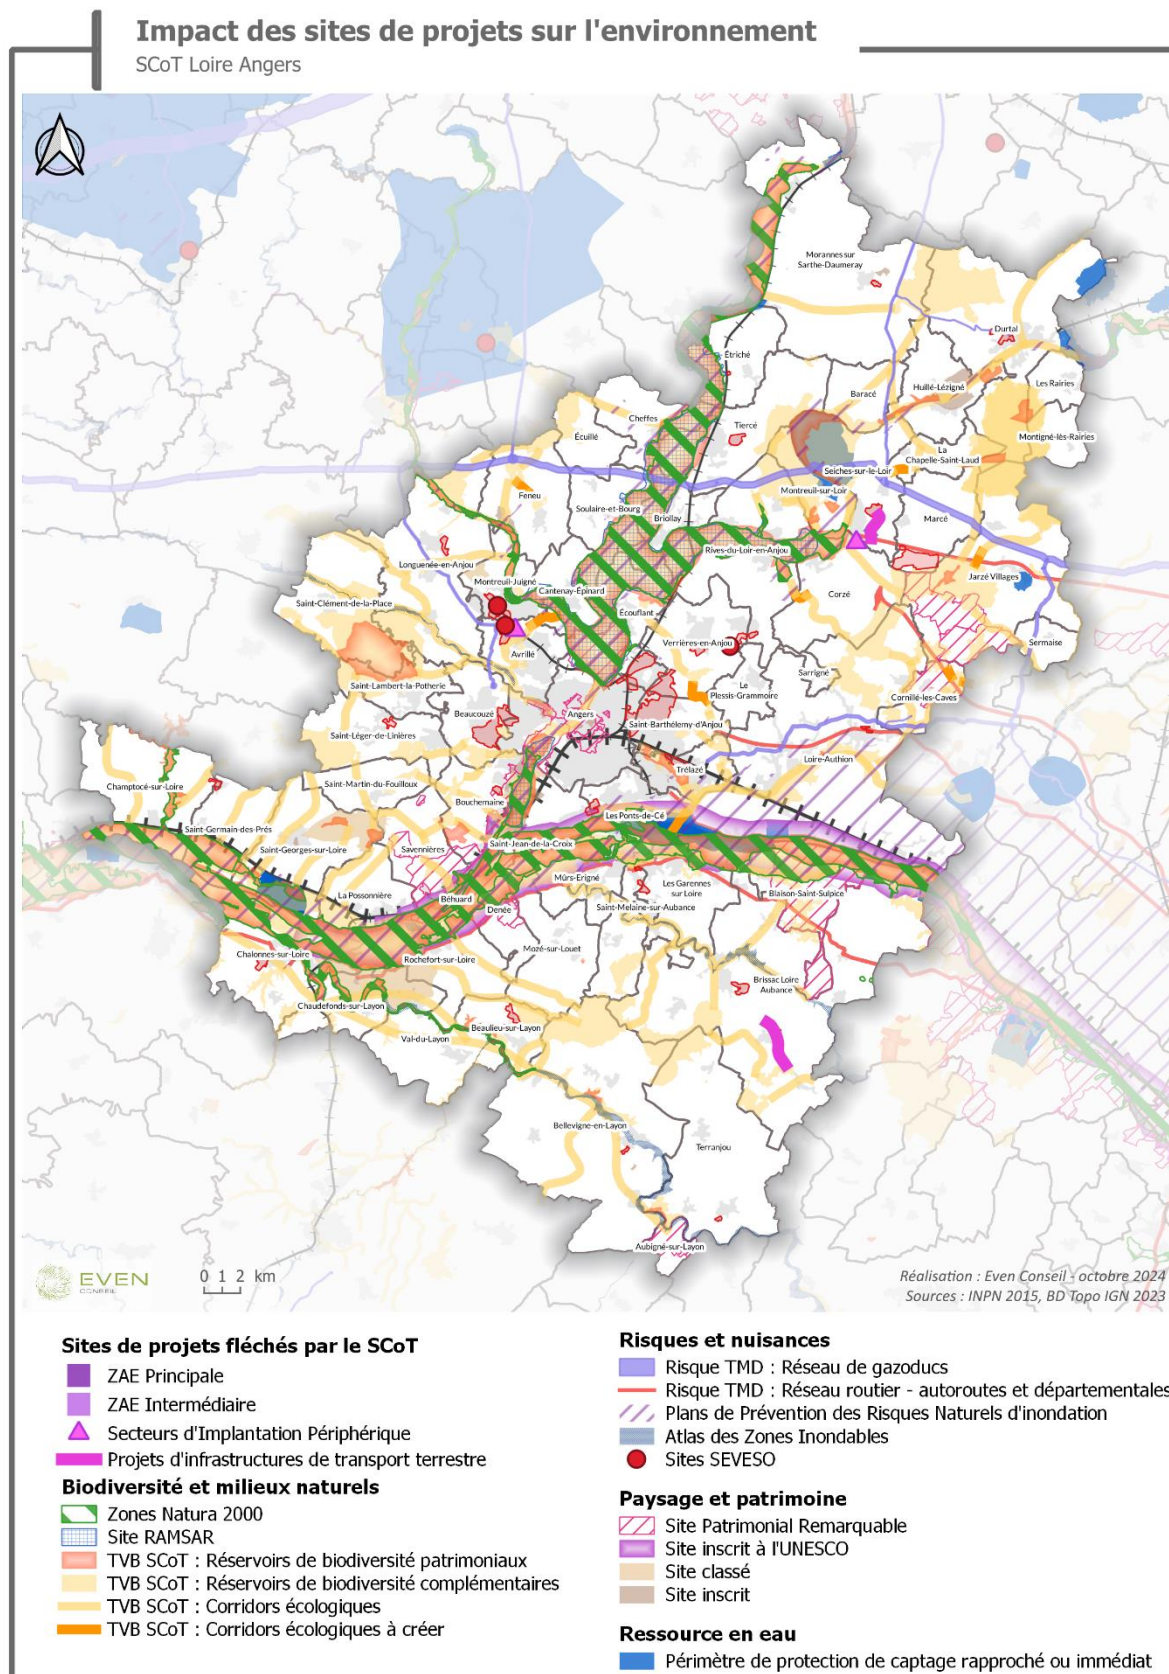 Impact des sites de projets sur l'environnement
SCoT Loire Angers
Morannes sur
Sarthe-Daumeray
Durtal
Étriché
Les Rairies
Huillé-Lézigné
Baracé
Cheffes
Tiercé
Écuillé
Montigné-lès-Rairies
La
Chapelle-Saint-Laud
Seiches-sur-le-Loir
Montreuil-sur-Loir
Feneu
Soulaire-et-Bourg
Briollay
Marcé
Rives-du-Loir-en-Anjou
Longuenée-en-Anjou
Montreuil-Juigné
Cantenay-Épinard
Jarzé Villages
Corzé
Saint-Clément-de-la-Place
Écouflant
Verrières-en-Anjou
Sermaise
Avrillé
Sarrigné
Saint-Lambert-la-Potherie
Le
Plessis-Grammoire
Cornillé-les-Caves
Beaucouzé
Angers
Saint-Barthélemy-d'Anjou
Saint-Léger-de-Linières
Loire-Authion
Trélazé
Saint-Martin-du-Fouilloux
Champtocé-sur-Loire
Bouchemaine
Les Ponts-de-Cé
Saint-Germain-des-Prés
Saint-Georges-sur-Loire
Savennières
Saint-Jean-de-la-Croix
Mûrs-Erigné
Les Garennes
sur Loire
Blaison-Saint-Sulpice
La Possonnière
Béhuard
Denée
Saint-Melaine-sur-Aubance
Mozé-sur-Louet
Chalonnes-sur-Loire
Rochefort-sur-Loire
Brissac Loire
Aubance
Chaudefonds-sur-Layon
Beaulieu-sur-Layon
Val-du-Layon
Bellevigne-en-Layon
Terranjou
Aubigné-sur-Layon
EVEN
CONSEIL
0 1 2 km
Réalisation : Even Conseil - octobre 2024
Sources : INPN 2015, BD Topo IGN 2023
Sites de projets fléchés par le SCoT
ZAE Principale
ZAE Intermédiaire
Secteurs d'Implantation Périphérique
Projets d'infrastructures de transport terrestre
Biodiversité et milieux naturels
Zones Natura 2000
Site RAMSAR
TVB SCoT : Réservoirs de biodiversité patrimoniaux
TVB SCoT : Réservoirs de biodiversité complémentaires
TVB SCoT : Corridors écologiques
TVB SCoT : Corridors écologiques à créer
Risques et nuisances
Risque TMD : Réseau de gazoducs
Risque TMD : Réseau routier - autoroutes et départementales
Plans de Prévention des Risques Naturels d'inondation
Atlas des Zones Inondables
Sites SEVESO
Paysage et patrimoine
Site Patrimonial Remarquable
Site inscrit à l'UNESCO
Site classé
Site inscrit
Ressource en eau
Périmètre de protection de captage rapproché ou immédiat